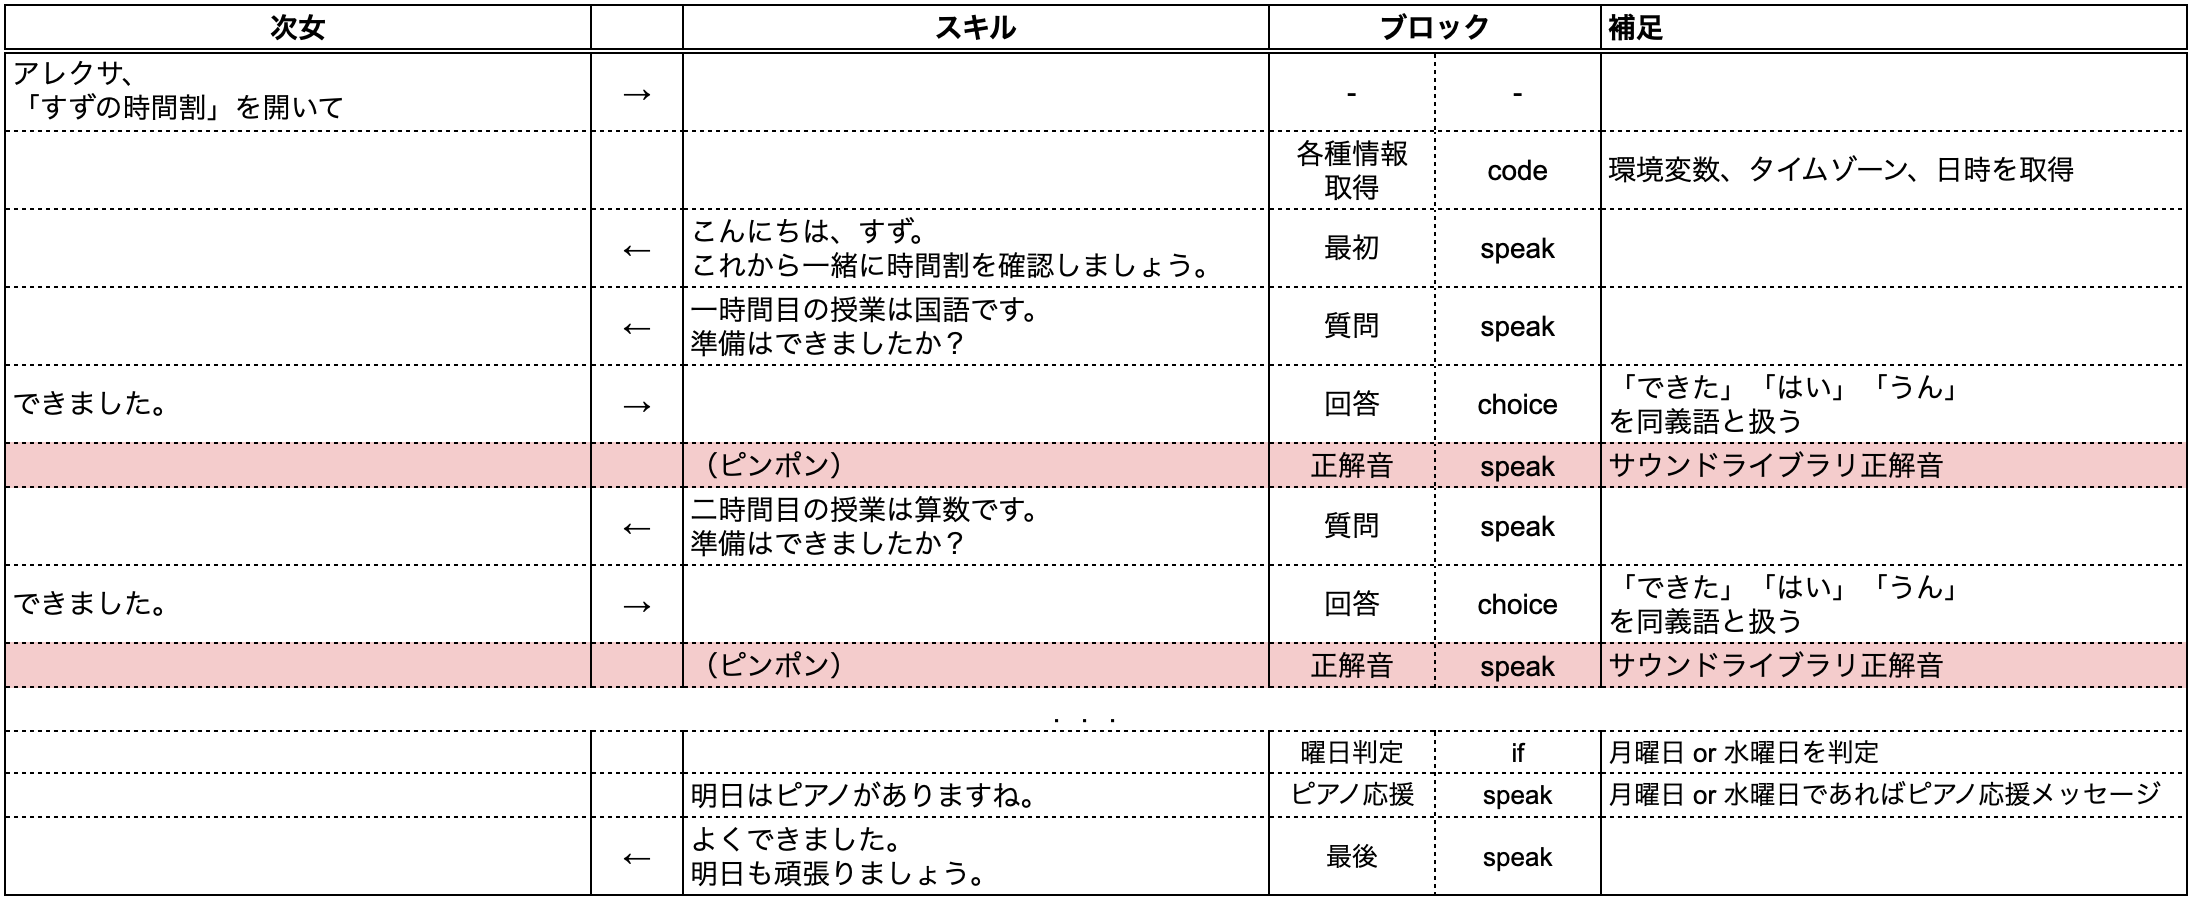 次女 スキル ブロック 補足
アレクサ、
「すずの時間割」を開いて → - -
各種情報
取得 code 環境変数、タイムゾーン、日時を取得
← こんにちは、すず。
これから一緒に時間割を確認しましょう。 最初 speak
← 一時間目の授業は国語です。
準備はできましたか？ 質問 speak
できました。 → 回答 choice 「できた」「はい」「うん」
を同義語と扱う
（ピンポン） 正解音 speak サウンドライブラリ正解音
← 二時間目の授業は算数です。
準備はできましたか？ 質問 speak
できました。 → 回答 choice 「できた」「はい」「うん」
を同義語と扱う
（ピンポン） 正解音 speak サウンドライブラリ正解音
．．．
曜日判定 if 月曜日 or 水曜日を判定
明日はピアノがありますね。 ピアノ応援 speak 月曜日 or 水曜日であればピアノ応援メッセージ
← よくできました。
明日も頑張りましょう。 最後 speak